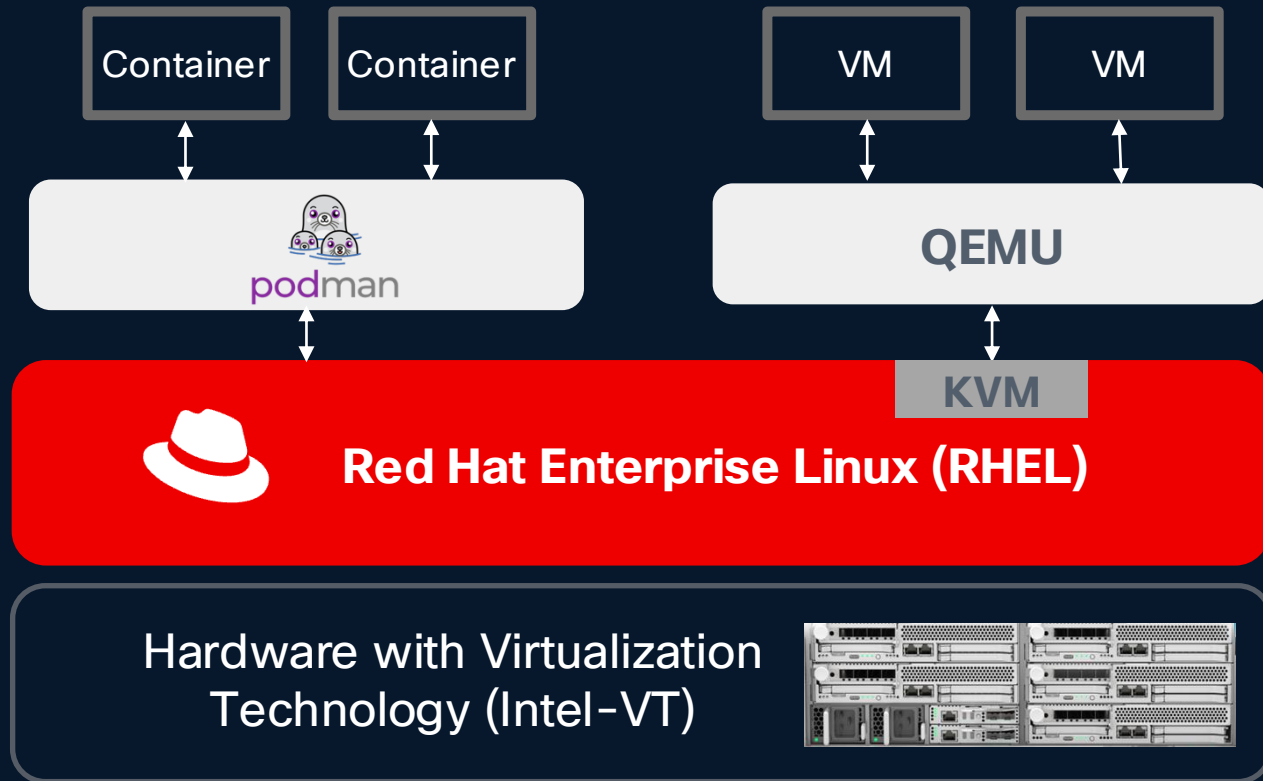 Container
Container
VM
VM
podman
QEMU
KVM
Red Hat Enterprise Linux (RHEL)
Hardware with Virtualization
Technology (Intel-VT)